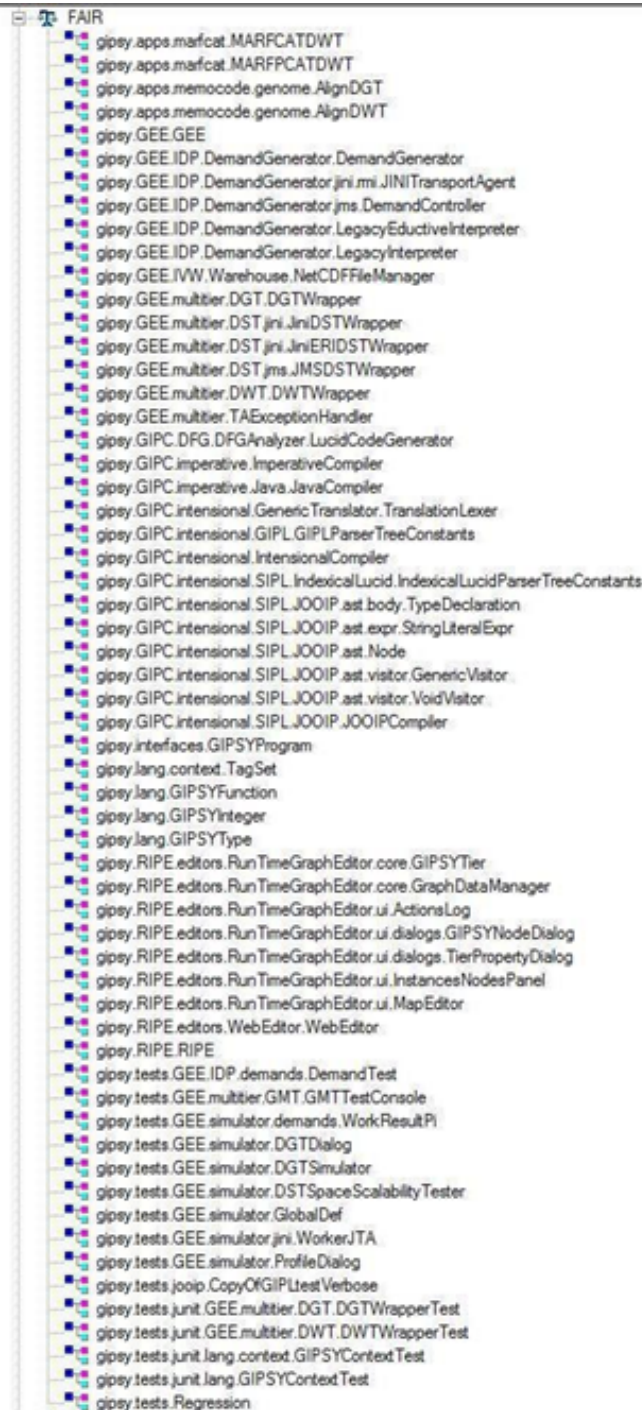 FAIR
gipsy.apps.marfcat.MARFCATDWT
gipsy.apps.marfcat.MARFPCATDWT
gipsy.apps.memocode.genome.AlignDGT
gipsy.apps.memocode.genome.AlignDWT
gipsy.GEE.GEE
gipsy.GEE.IDP.DemandGenerator.DemandGenerator
gipsy.GEE.IDP.DemandGenerator.jini.rmi.JINITransportAgent
gipsy.GEE.IDP.DemandGenerator.jms.DemandController
gipsy.GEE.IDP.DemandGenerator.LegacyEductiveInterpreter
gipsy.GEE.IDP.DemandGenerator.LegacyInterpreter
gipsy.GEE.IVW.Warehouse.NetCDFFileManager
gipsy.GEE.multitier.DGT.DGTWrapper
gipsy.GEE.multitier.DST.jini.JiniDSTWrapper
gipsy.GEE.multitier.DST.jini.JiniERIDSTWrapper
gipsy.GEE.multitier.DST.jms.JMSDSTWrapper
gipsy.GEE.multitier.DWT.DWTWrapper
gipsy.GEE.multitier.TAExceptionHandler
gipsy.GIPC.DFG.DFGAnalyzer.LucidCodeGenerator
gipsy.GIPC.imperative.ImperativeCompiler
gipsy.GIPC.imperative.Java.JavaCompiler
gipsy.GIPC.intensional.GenericTranslator.TranslationLexer
gipsy.GIPC.intensional.GIPL.GIPLParserTreeConstants
gipsy.GIPC.intensional.IntensionalCompiler
gipsy.GIPC.intensional.SIPL.IndexicalLucid.IndexicalLucidParserTreeConstants
gipsy.GIPC.intensional.SIPL.JOOIP.ast.body.TypeDeclaration
gipsy.GIPC.intensional.SIPL.JOOIP.ast.expr.StringLiteralExpr
gipsy.GIPC.intensional.SIPL.JOOIP.ast.Node
gipsy.GIPC.intensional.SIPL.JOOIP.ast.visitor.GenericVisitor
gipsy.GIPC.intensional.SIPL.JOOIP.ast.visitor.VoidVisitor
gipsy.GIPC.intensional.SIPL.JOOIP.JOOIPCompiler
gipsy.interfaces.GIPSYProgram
gipsy.lang.context.TagSet
gipsy.lang.GIPSYFunction
gipsy.lang.GIPSYInteger
gipsy.lang.GIPSYType
gipsy.RIPE.editors.RunTimeGraphEditor.core.GIPSYTier
gipsy.RIPE.editors.RunTimeGraphEditor.core.GraphDataManager
gipsy.RIPE.editors.RunTimeGraphEditor.ui.ActionsLog
gipsy.RIPE.editors.RunTimeGraphEditor.ui.dialogs.GIPSYNodeDialog
gipsy.RIPE.editors.RunTimeGraphEditor.ui.dialogs.TierPropertyDialog
gipsy.RIPE.editors.RunTimeGraphEditor.ui.InstancesNodesPanel
gipsy.RIPE.editors.RunTimeGraphEditor.ui.MapEditor
gipsy.RIPE.editors.WebEditor.WebEditor
gipsy.RIPE.RIPE
gipsy.tests.GEE.IDP.demands.DemandTest
gipsy.tests.GEE.multitier.GMT.GMTTestConsole
gipsy.tests.GEE.simulator.demands.WorkResultPi
gipsy.tests.GEE.simulator.DGTDialog
gipsy.tests.GEE.simulator.DGTSimulator
gipsy.tests.GEE.simulator.DSTSpaceScalabilityTester
gipsy.tests.GEE.simulator.GlobalDef
gipsy.tests.GEE.simulator.jini.WorkerJTA
gipsy.tests.GEE.simulator.ProfileDialog
gipsy.tests.jooip.CopyOfGIPLtestVerbose
gipsy.tests.junit.GEE.multitier.DGT.DGTWrapperTest
gipsy.tests.junit.GEE.multitier.DWT.DWTWrapperTest
gipsy.tests.junit.lang.context.GIPSYContextTest
gipsy.tests.junit.lang.GIPSYContextTest
gipsy.tests.Regression